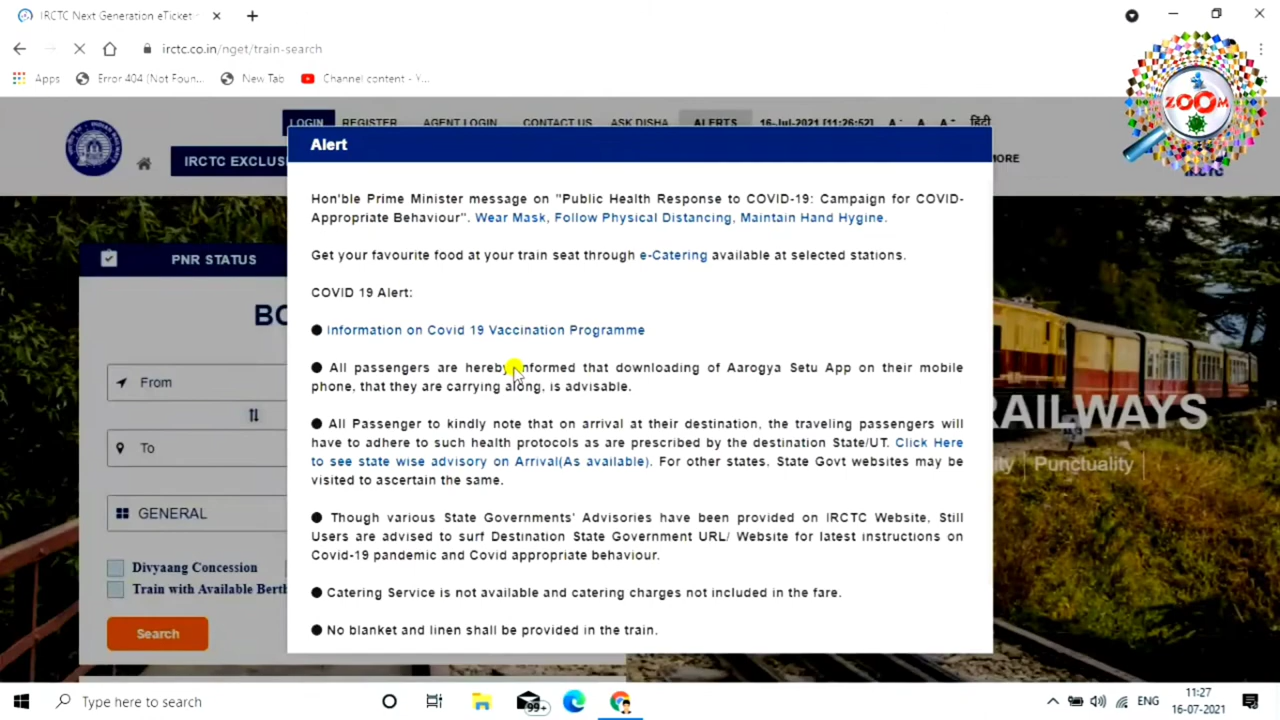 IRCTC Next Generation eTicket
irctc.co.in/nget/train-search
Apps Error 404 (Not Foun... New Tab Channel content - Y...
ZOOM
LOGIN REGISTER AGENT LOGIN CONTACT US ASK DISHA ALERTS 16-Jul-2021 [11:26:52] A- A A+ हिंदी
IRCTC EXCLUSI
MORE
Alert
Hon'ble Prime Minister message on "Public Health Response to COVID-19: Campaign for COVID-
Appropriate Behaviour". Wear Mask, Follow Physical Distancing, Maintain Hand Hygine.
Get your favourite food at your train seat through e-Catering available at selected stations.
COVID 19 Alert:
● Information on Covid 19 Vaccination Programme
● All passengers are hereby informed that downloading of Aarogya Setu App on their mobile
phone, that they are carrying along, is advisable.
● All Passenger to kindly note that on arrival at their destination, the traveling passengers will
have to adhere to such health protocols as are prescribed by the destination State/UT. Click Here
to see state wise advisory on Arrival(As available). For other states, State Govt websites may be
visited to ascertain the same.
● Though various State Governments' Advisories have been provided on IRCTC Website, Still
Users are advised to surf Destination State Government URL/ Website for latest instructions on
Covid-19 pandemic and Covid appropriate behaviour.
● Catering Service is not available and catering charges not included in the fare.
● No blanket and linen shall be provided in the train.
PNR STATUS
BO
From
To
GENERAL
Divyaang Concession
Train with Available Berth
Search
RAILWAYS
Punctuality
Type here to search
99+
ENG
11:27
16-07-2021